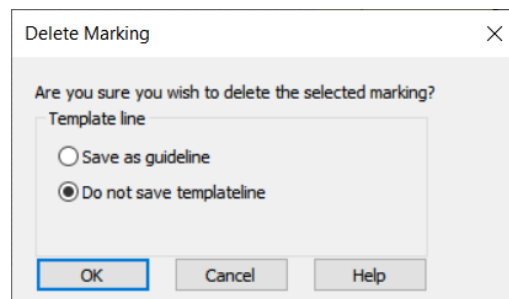 Delete Marking
Are you sure you wish to delete the selected marking?
Template line
Save as guideline
Do not save templateline
OK Cancel Help